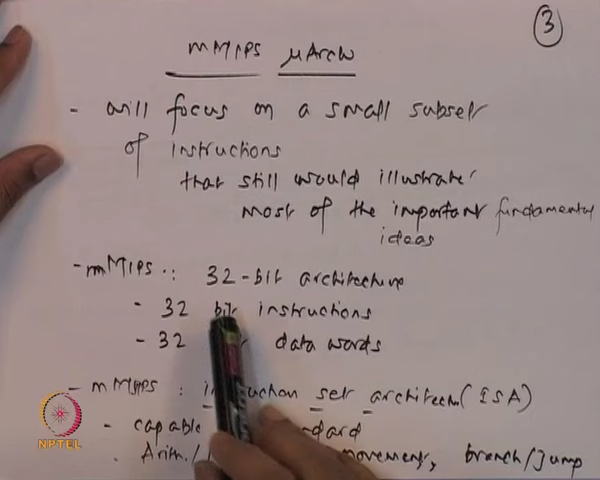 3
mMIPS μArch
- will focus on a small subset
of instructions
that still would illustrate
most of the important fundamental
ideas
- mMIPS : 32-bit architecture
- 32 bit instructions
- 32 data words
- mMIPS : set architecture (ISA)
- capable
. Arith./ movement, branch/Jump
NPTEL